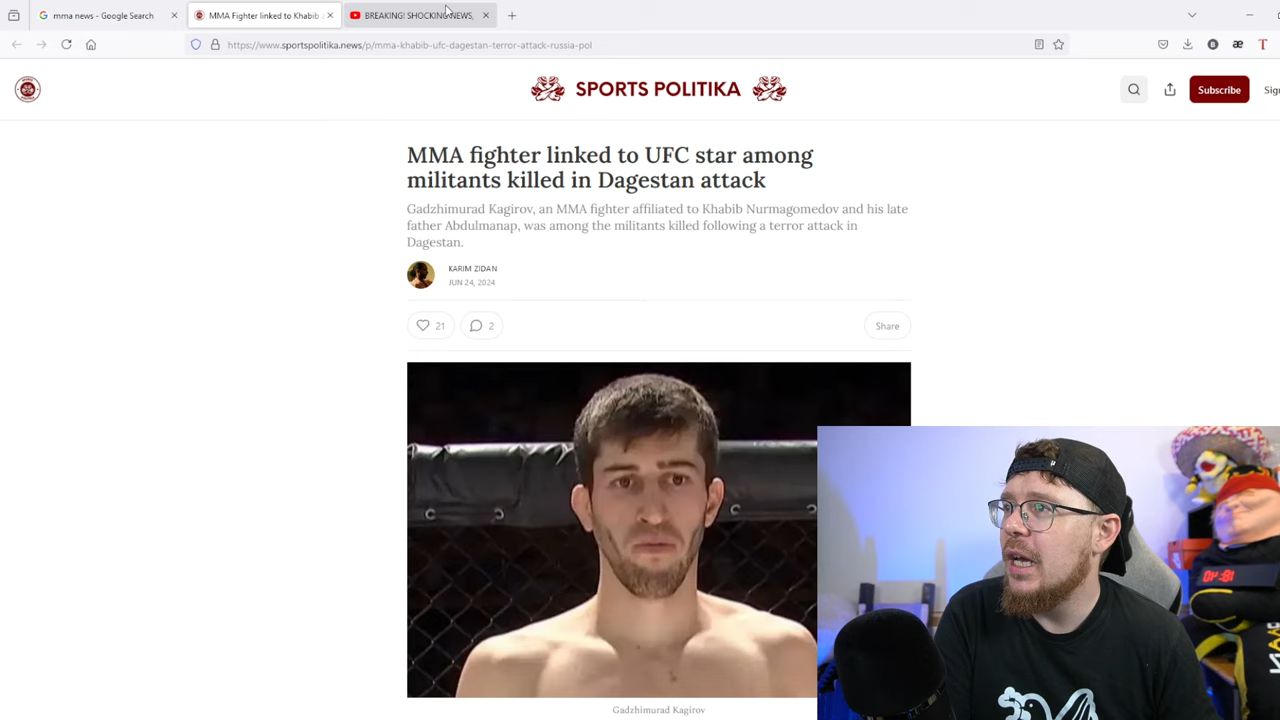 mma news - Google Search
MMA Fighter linked to Khabib a
BREAKING! SHOCKING NEWS,
https://www.sportspolitika.news/p/mma-khabib-ufc-dagestan-terror-attack-russia-pol
SPORTS POLITIKA
Subscribe
Sig
MMA fighter linked to UFC star among
militants killed in Dagestan attack
Gadzhimurad Kagirov, an MMA fighter affiliated to Khabib Nurmagomedov and his late
father Abdulmanap, was among the militants killed following a terror attack in
Dagestan.
KARIM ZIDAN
JUN 24, 2024
21
2
Share
Gadzhimurad Kagirov